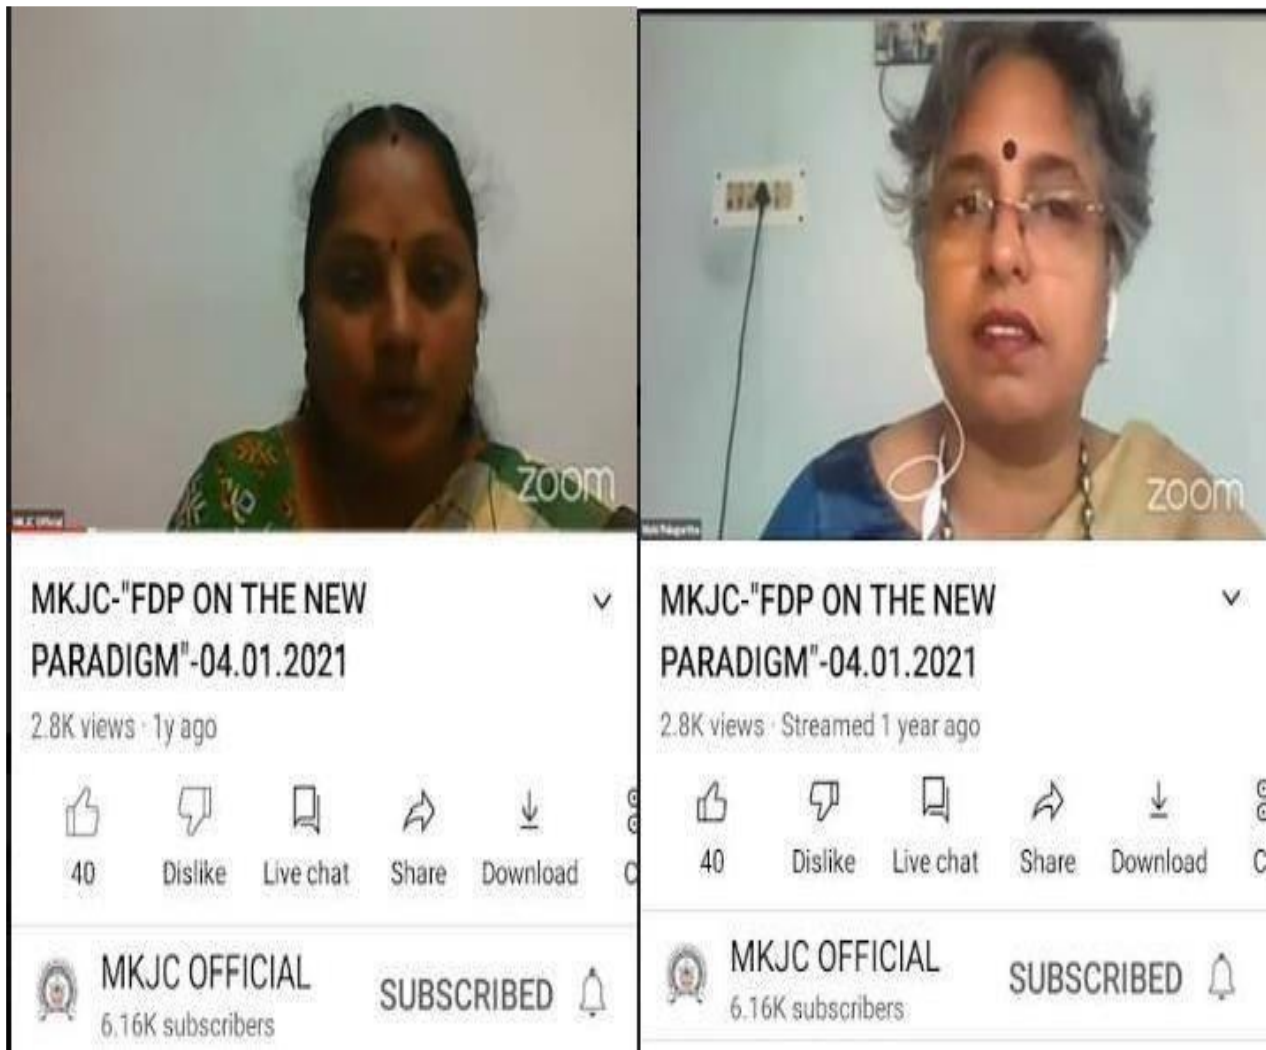 zoom
MKJC-"FDP ON THE NEW
PARADIGM"-04.01.2021
2.8K views · 1y ago
40
Dislike
Live chat
Share
Download
C
MKJC OFFICIAL
6.16K subscribers
SUBSCRIBED
zoom
MKJC-"FDP ON THE NEW
PARADIGM"-04.01.2021
2.8K views · Streamed 1 year ago
40
Dislike
Live chat
Share
Download
C
MKJC OFFICIAL
6.16K subscribers
SUBSCRIBED